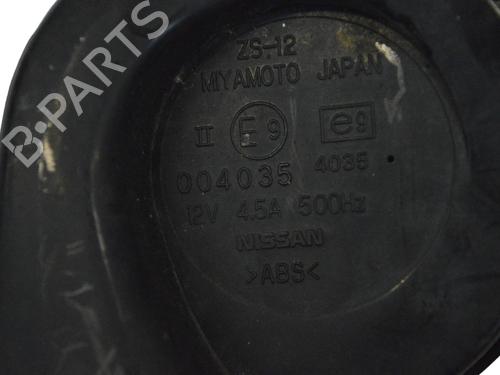 B-PARTS
ZS-12
MIYAMOTO JAPAN
II E9 e9
004035 4035
12V 4.5A 500Hz
NISSAN
>ABS<